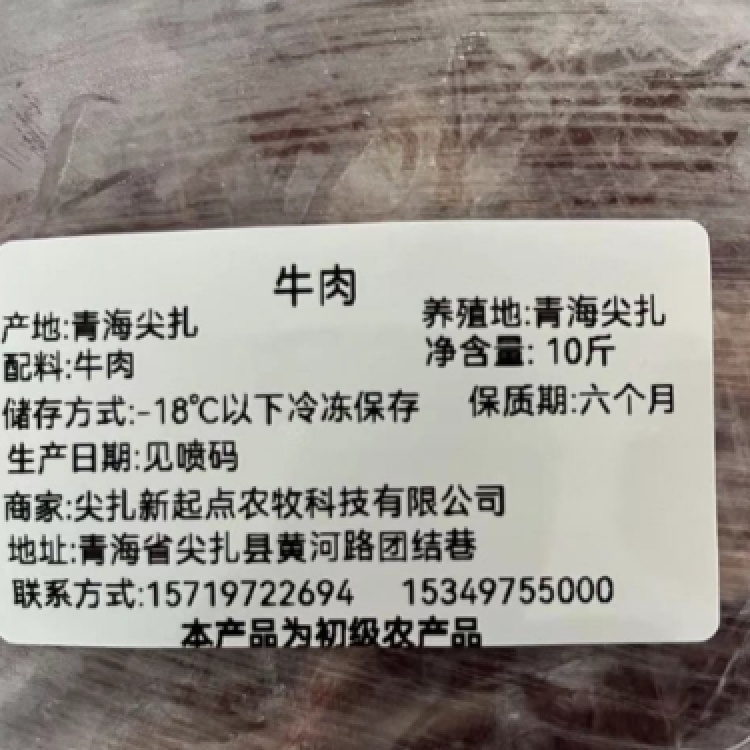 牛肉
产地:青海尖扎 养殖地:青海尖扎
配料:牛肉 净含量: 10斤
储存方式:-18℃以下冷冻保存 保质期:六个月
生产日期:见喷码
商家:尖扎新起点农牧科技有限公司
地址:青海省尖扎县黄河路团结巷
联系方式:15719722694 15349755000
本产品为初级农产品